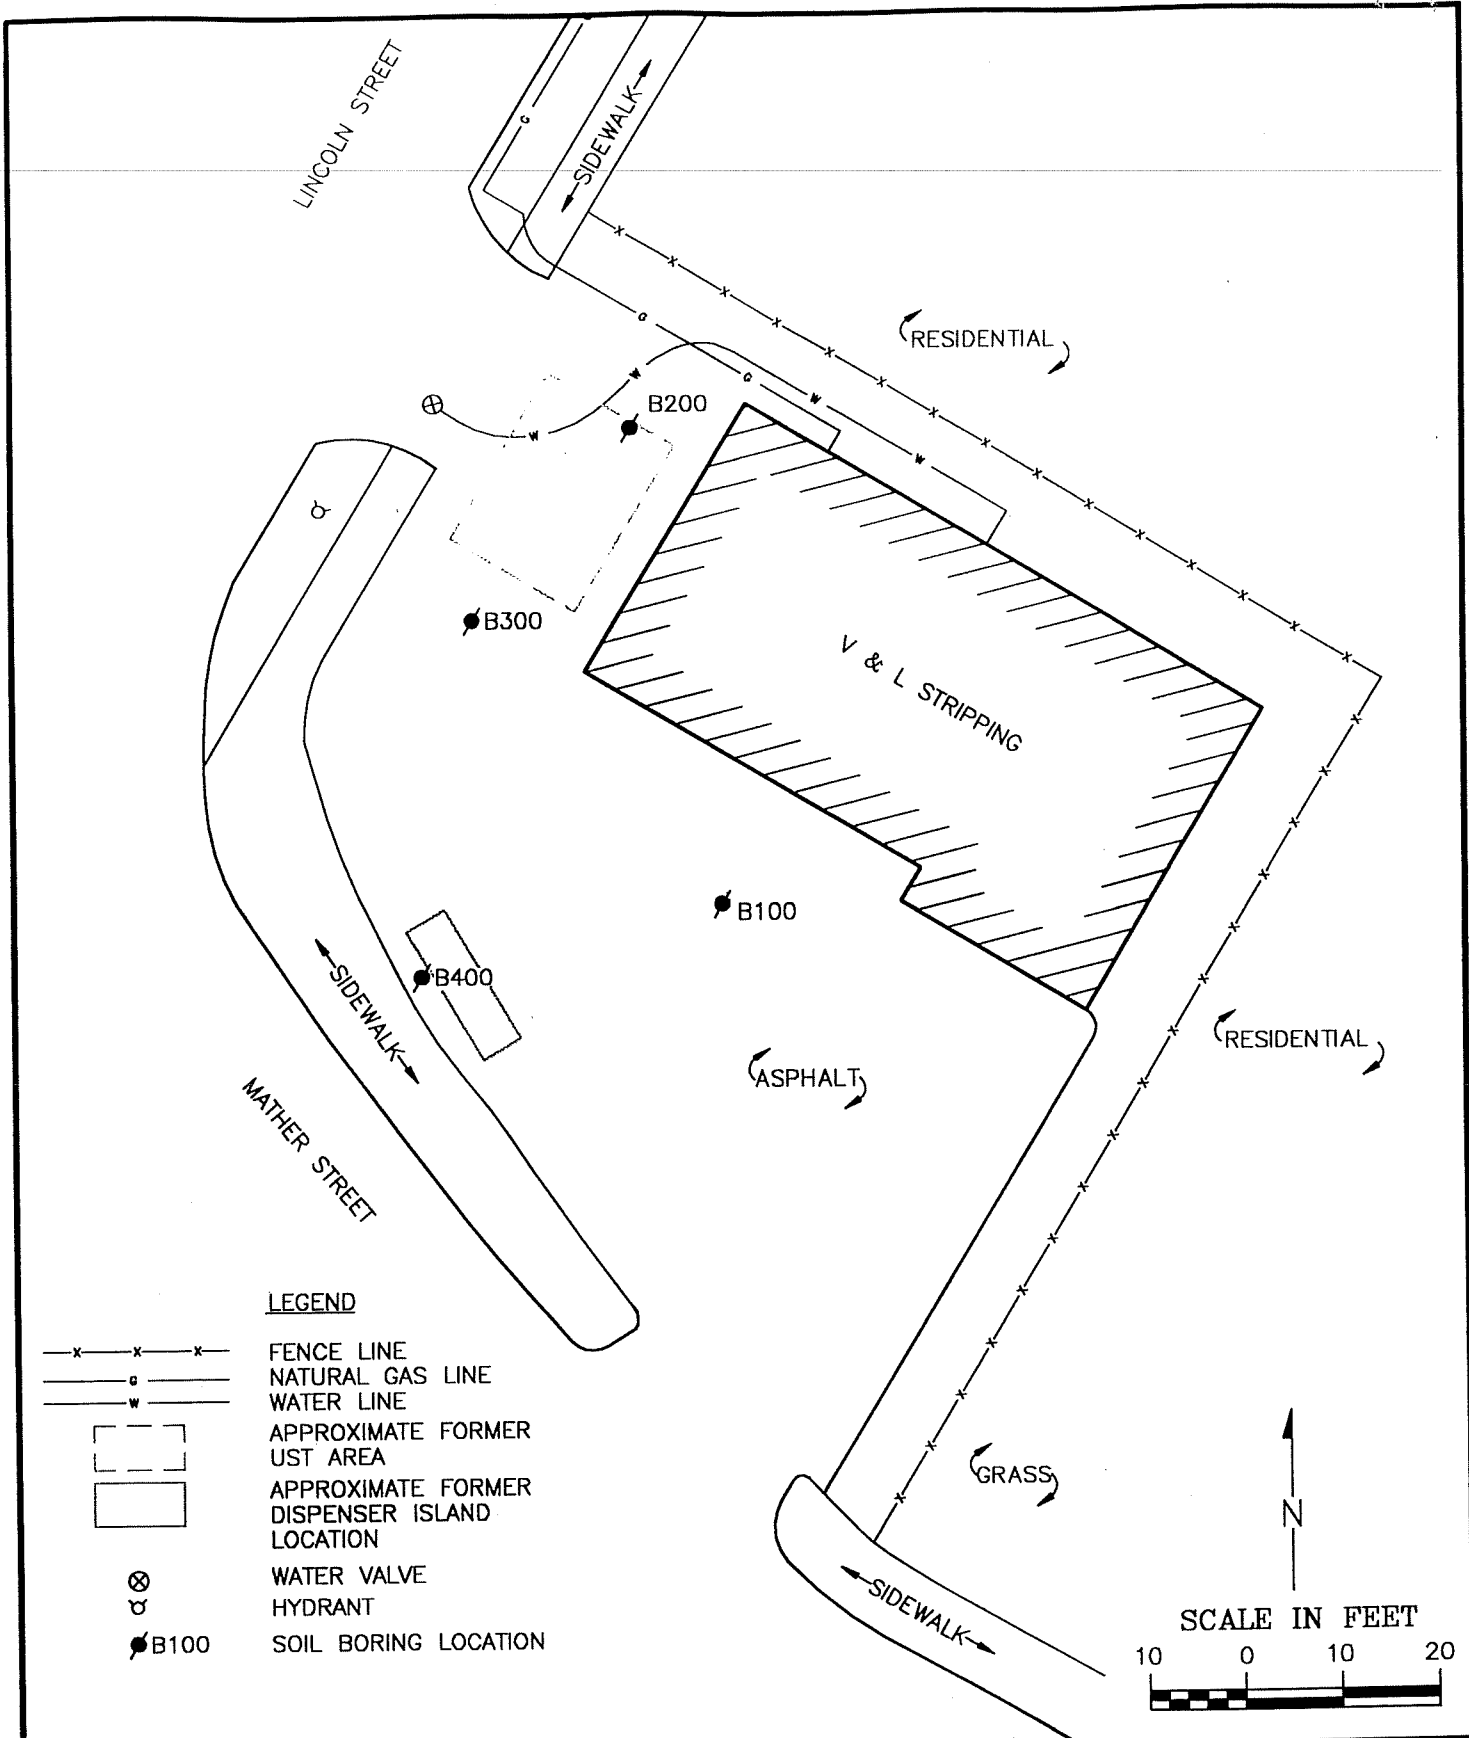 LINCOLN STREET
G
SIDEWALK
X X X X X X X X X X X X X X X
G
RESIDENTIAL
W
G
W
B200
W
W
B300
V & L STRIPPING
X X X X X X X X X X X X X X X X
B100
B400
SIDEWALK
RESIDENTIAL
ASPHALT
MATHER STREET
LEGEND
X X X FENCE LINE
G NATURAL GAS LINE
W WATER LINE
APPROXIMATE FORMER
UST AREA
APPROXIMATE FORMER
DISPENSER ISLAND
LOCATION
WATER VALVE
HYDRANT
B100 SOIL BORING LOCATION
GRASS
SIDEWALK
N
SCALE IN FEET
10 0 10 20